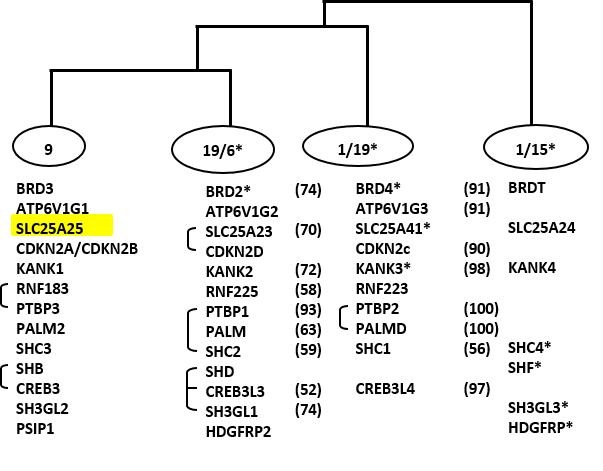 9 19/6* 1/19* 1/15*
BRD3 BRD2* (74) BRD4* (91) BRDT
ATP6V1G1 ATP6V1G2 ATP6V1G3 (91)
SLC25A25 SLC25A23 (70) SLC25A41* SLC25A24
CDKN2A/CDKN2B CDKN2D CDKN2c (90)
KANK1 KANK2 (72) KANK3* (98) KANK4
RNF183 RNF225 (58) RNF223
PTBP3 PTBP1 (93) PTBP2 (100)
PALM2 PALM (63) PALMD (100)
SHC3 SHC2 (59) SHC1 (56) SHC4*
SHB SHD SHF*
CREB3 CREB3L3 (52) CREB3L4 (97)
SH3GL2 SH3GL1 (74) SH3GL3*
PSIP1 HDGFRP2 HDGFRP*